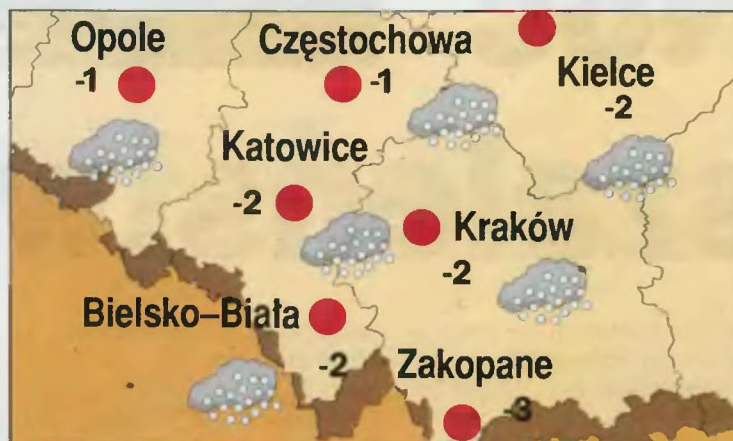 Opole
-1
Częstochowa
-1
Kielce
-2
Katowice
-2
Kraków
-2
Bielsko–Biała
-2
Zakopane
-3